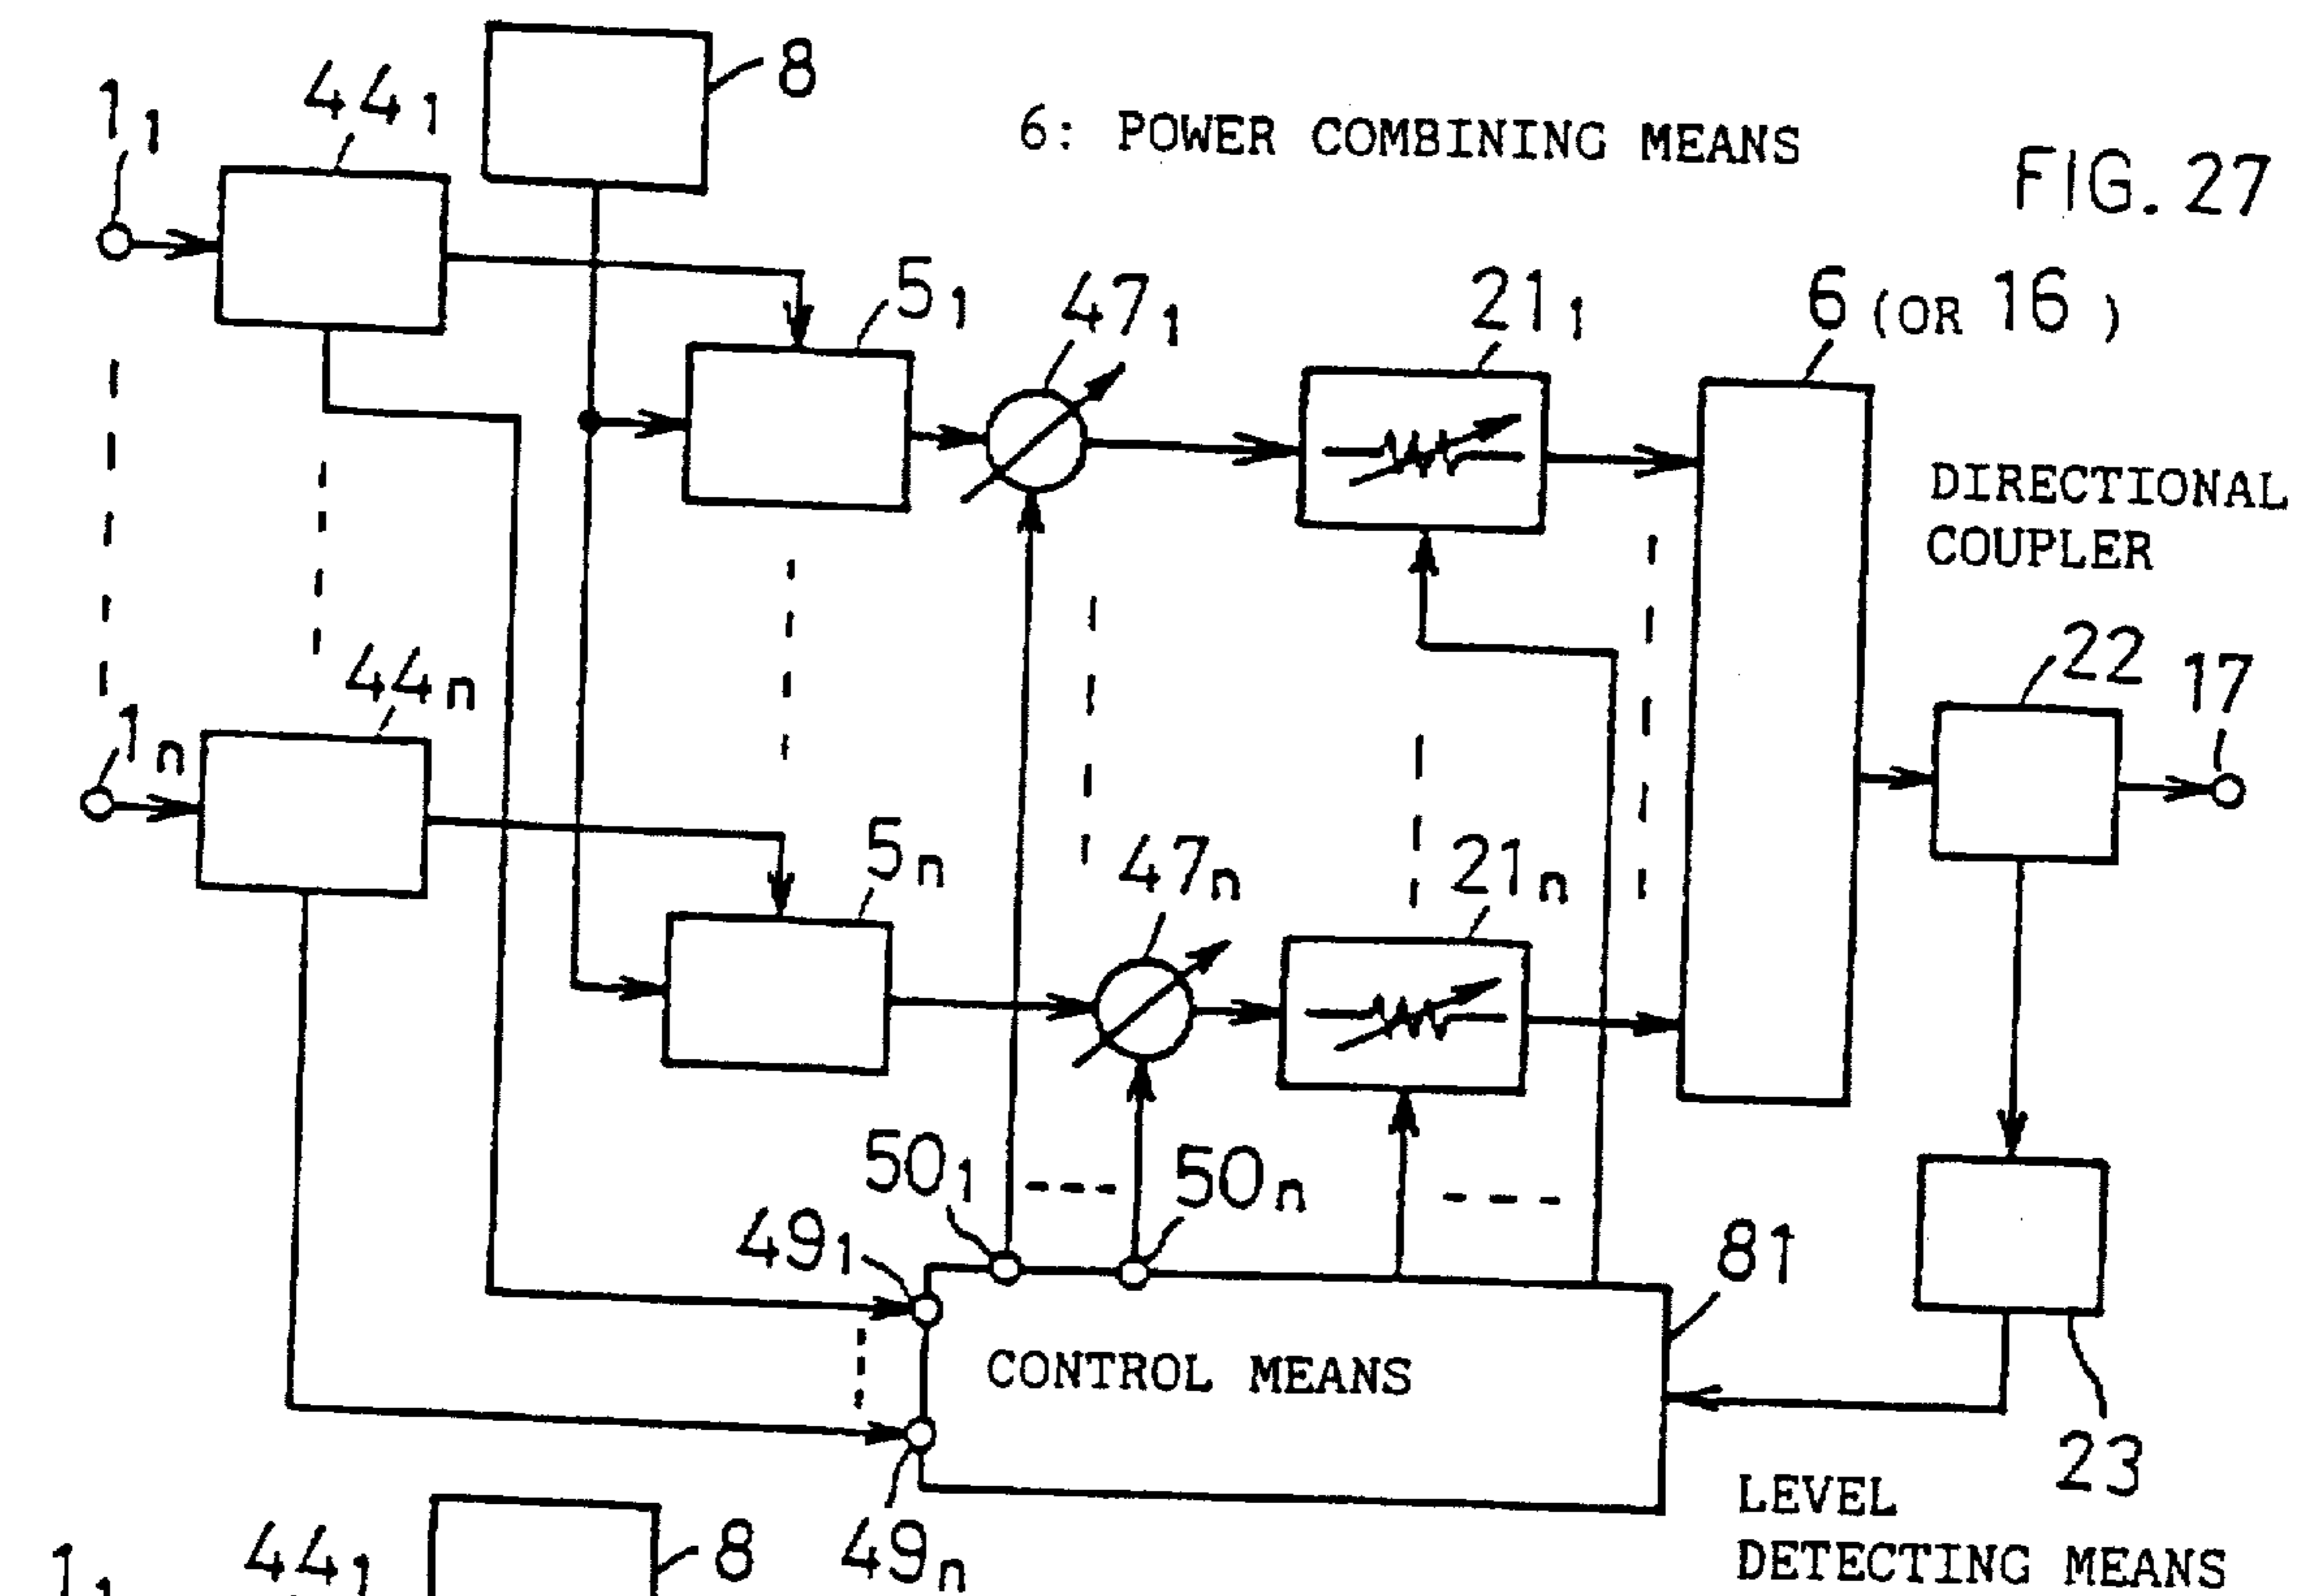 8
1₁
44₁
6: POWER COMBINING MEANS
FIG. 27
5₁
47₁
21₁
6 (OR 16 )
DIRECTIONAL
COUPLER
44n
1n
22
17
5n
47n
21n
50₁
50n
49₁
81
CONTROL MEANS
23
LEVEL
DETECTING MEANS
49n
1₁
44₁
8